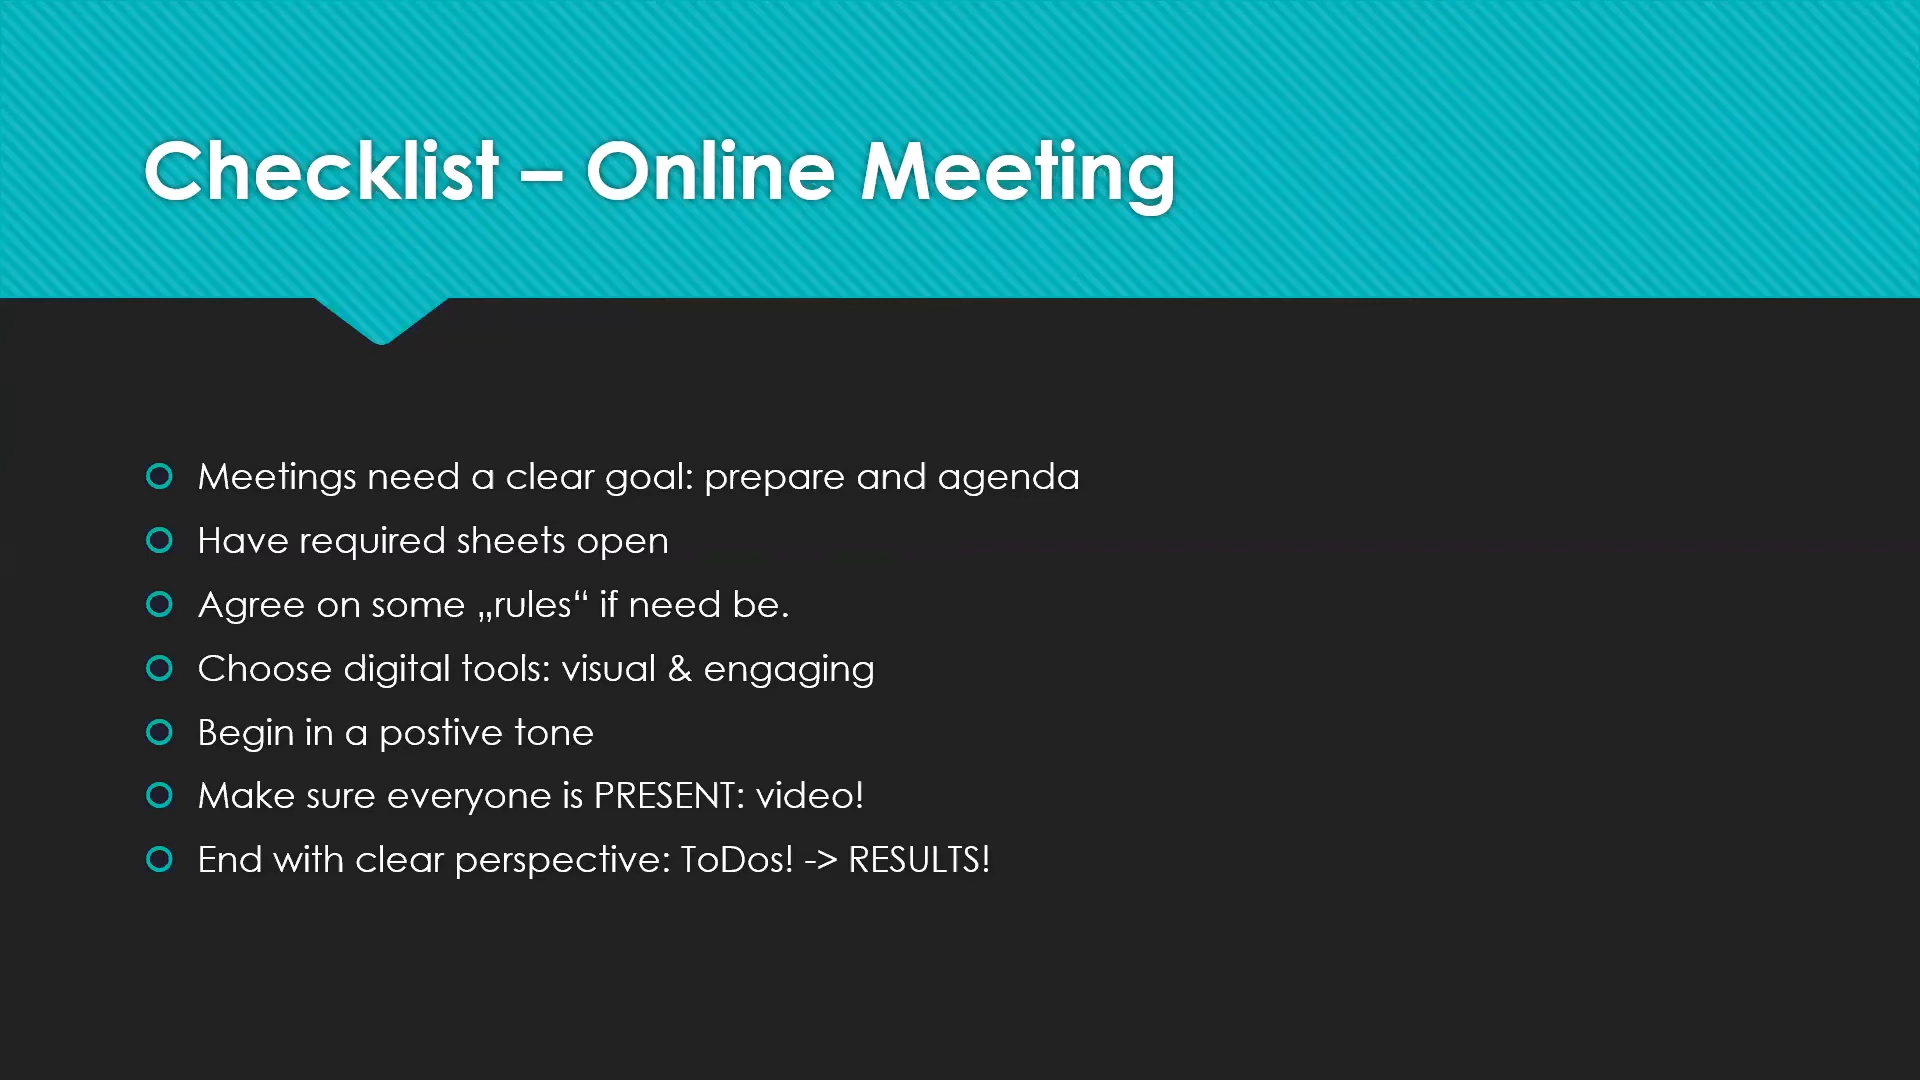 Checklist – Online Meeting
Meetings need a clear goal: prepare and agenda
Have required sheets open
Agree on some „rules“ if need be.
Choose digital tools: visual & engaging
Begin in a postive tone
Make sure everyone is PRESENT: video!
End with clear perspective: ToDos! -> RESULTS!